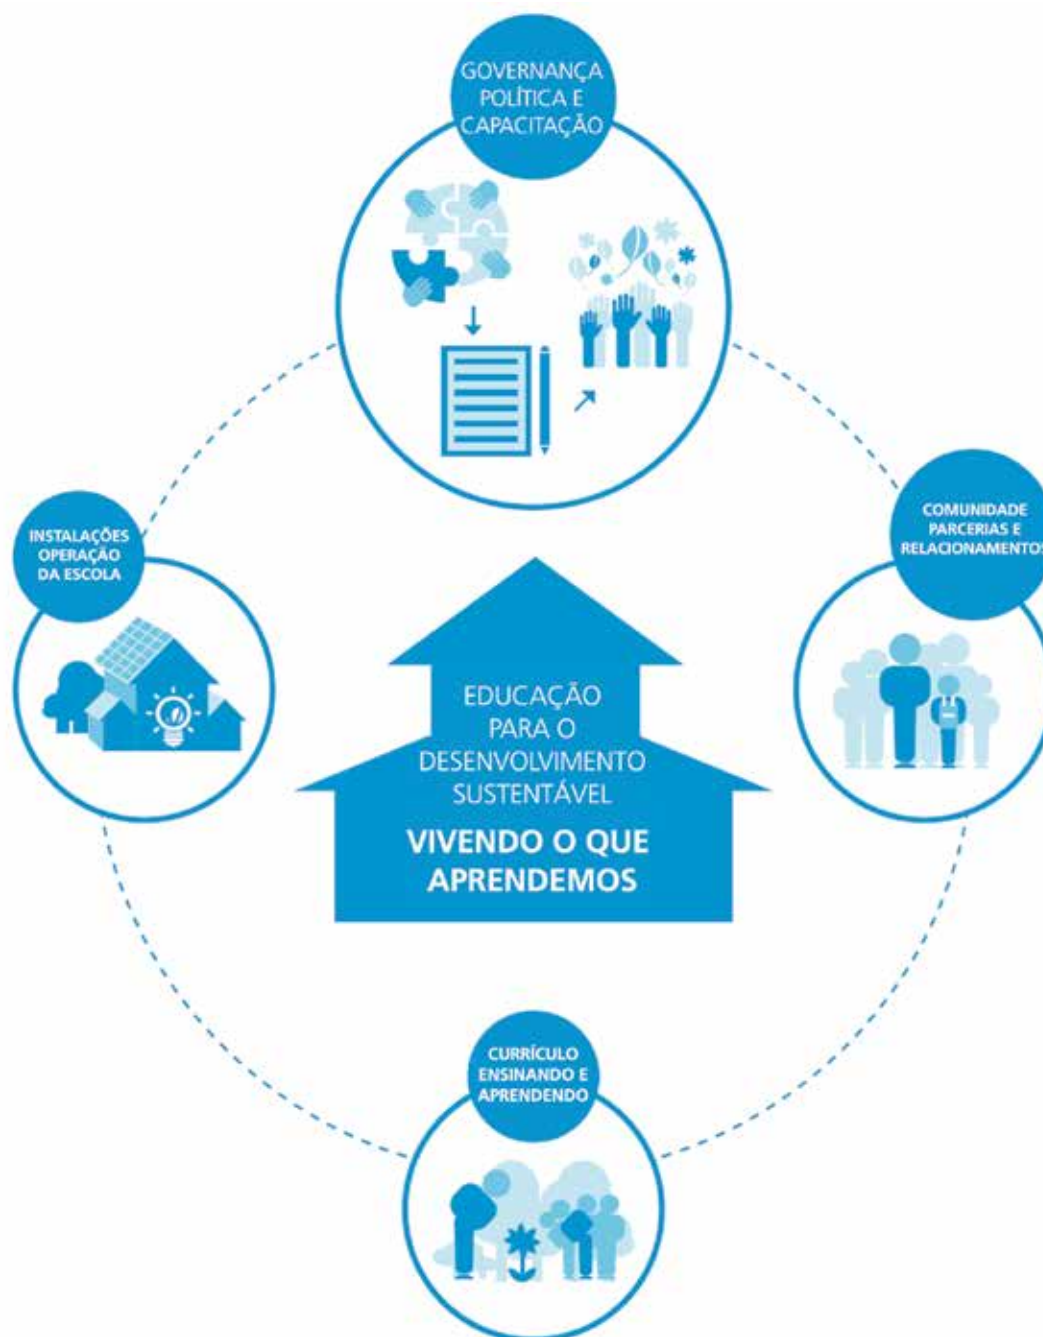 GOVERNANÇA
POLÍTICA E
CAPACITAÇÃO
INSTALAÇÕES
OPERAÇÃO
DA ESCOLA
COMUNIDADE
PARCERIAS E
RELACIONAMENTOS
EDUCAÇÃO
PARA O
DESENVOLVIMENTO
SUSTENTÁVEL
VIVENDO O QUE
APRENDEMOS
CURRÍCULO
ENSINANDO E
APRENDENDO